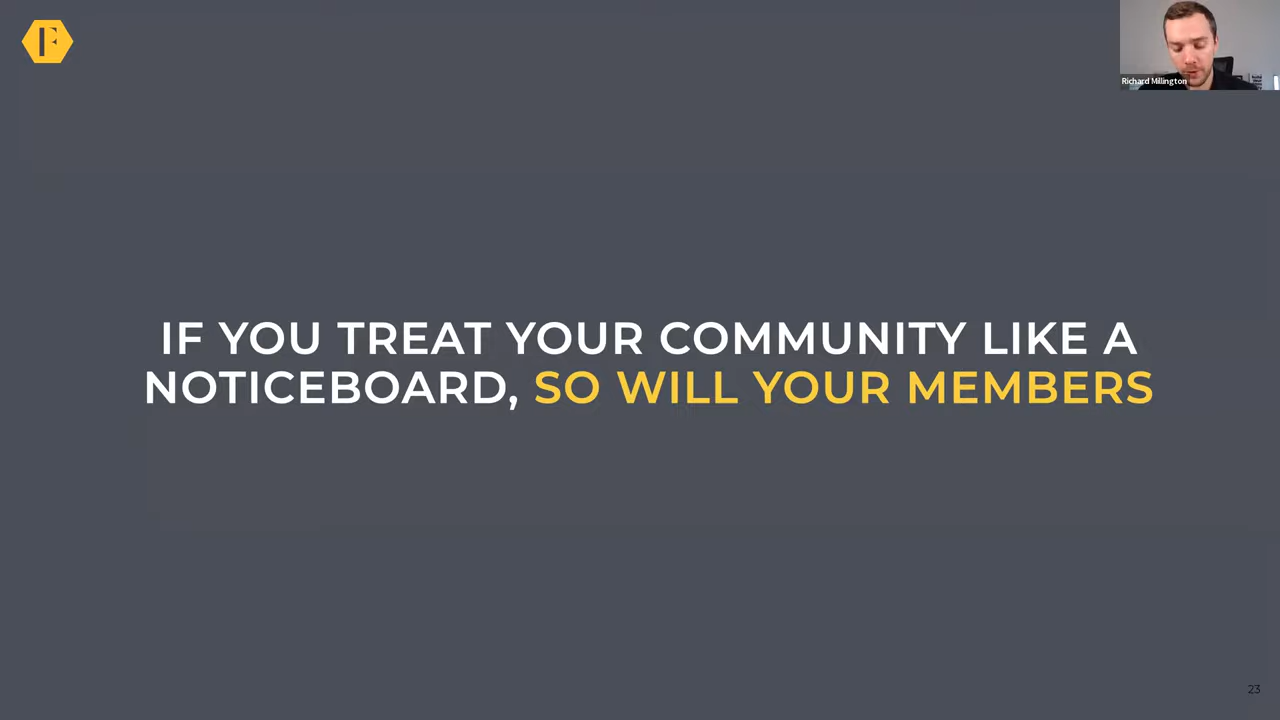 F
Richard Millington
IF YOU TREAT YOUR COMMUNITY LIKE A
NOTICEBOARD, SO WILL YOUR MEMBERS
23